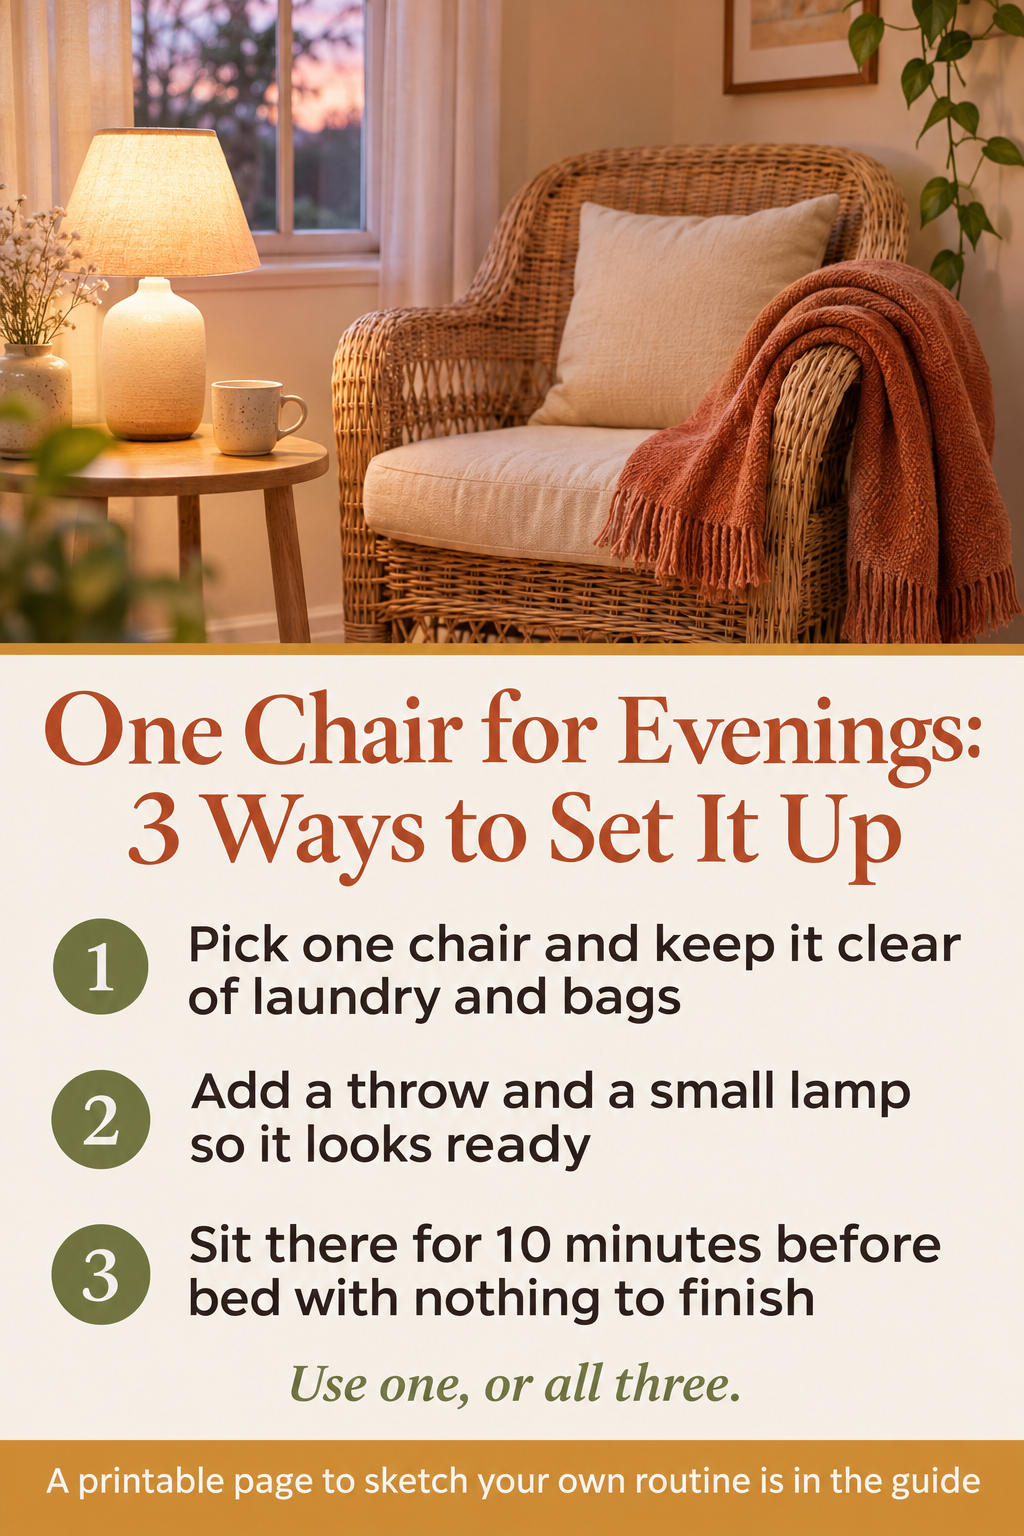 One Chair for Evenings:
3 Ways to Set It Up
1
Pick one chair and keep it clear
of laundry and bags
2
Add a throw and a small lamp
so it looks ready
3
Sit there for 10 minutes before
bed with nothing to finish
Use one, or all three.
A printable page to sketch your own routine is in the guide